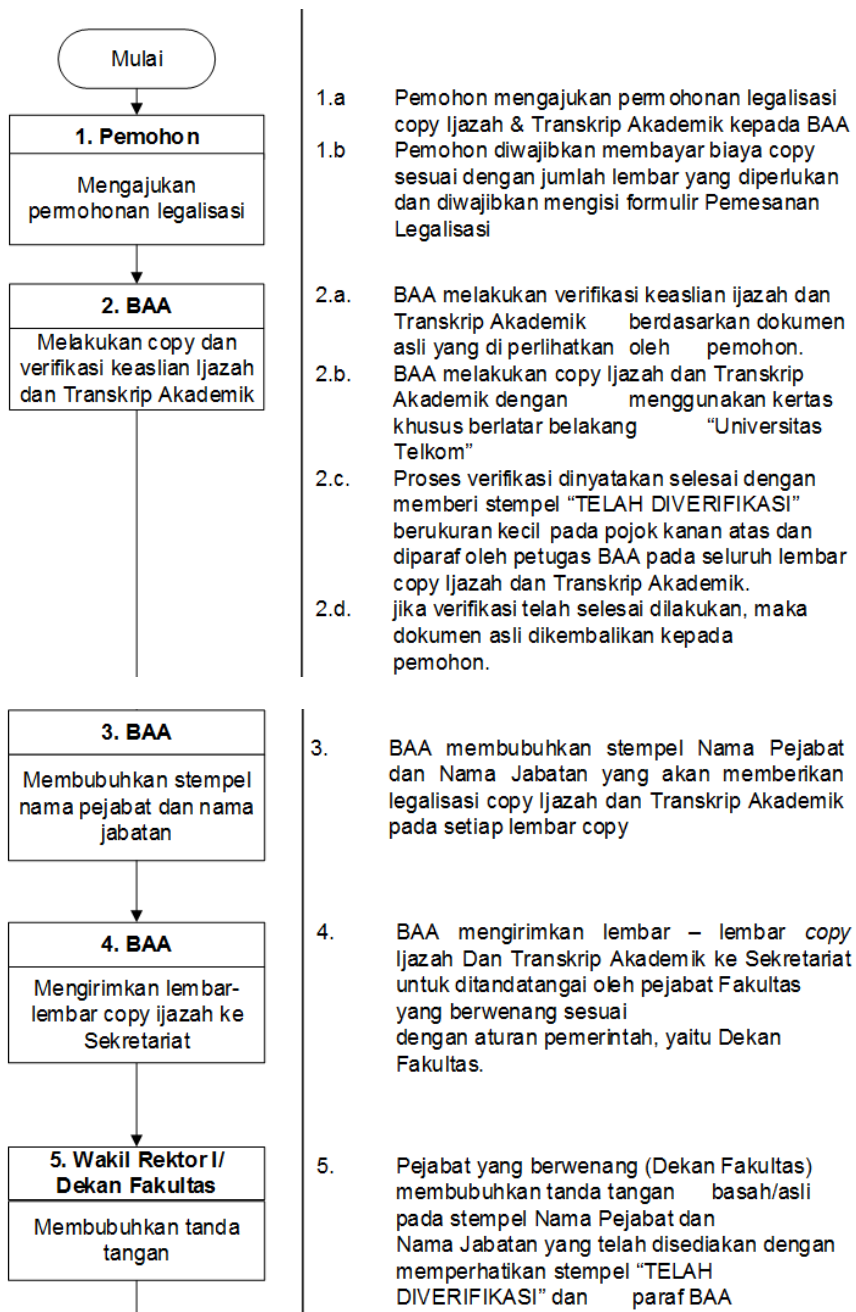 Mulai
1. Pemohon
Mengajukan
permohonan legalisasi
1.a Pemohon mengajukan permohonan legalisasi
copy Ijazah & Transkrip Akademik kepada BAA
1.b Pemohon diwajibkan membayar biaya copy
sesuai dengan jumlah lembar yang diperlukan
dan diwajibkan mengisi formulir Pemesanan
Legalisasi
2. BAA
Melakukan copy dan
verifikasi keaslian Ijazah
dan Transkrip Akademik
2.a. BAA melakukan verifikasi keaslian ijazah dan
Transkrip Akademik berdasarkan dokumen
asli yang di perlihatkan oleh pemohon.
2.b. BAA melakukan copy Ijazah dan Transkrip
Akademik dengan menggunakan kertas
khusus berlatar belakang “Universitas
Telkom”
2.c. Proses verifikasi dinyatakan selesai dengan
memberi stempel “TELAH DIVERIFIKASI”
berukuran kecil pada pojok kanan atas dan
diparaf oleh petugas BAA pada seluruh lembar
copy Ijazah dan Transkrip Akademik.
2.d. jika verifikasi telah selesai dilakukan, maka
dokumen asli dikembalikan kepada
pemohon.
3. BAA
Membubuhkan stempel
nama pejabat dan nama
jabatan
3. BAA membubuhkan stempel Nama Pejabat
dan Nama Jabatan yang akan memberikan
legalisasi copy Ijazah dan Transkrip Akademik
pada setiap lembar copy
4. BAA
Mengirimkan lembar-
lembar copy ijazah ke
Sekretariat
4. BAA mengirimkan lembar – lembar copy
Ijazah Dan Transkrip Akademik ke Sekretariat
untuk ditandatangai oleh pejabat Fakultas
yang berwenang sesuai
dengan aturan pemerintah, yaitu Dekan
Fakultas.
5. Wakil Rektor I/
Dekan Fakultas
Membubuhkan tanda
tangan
5. Pejabat yang berwenang (Dekan Fakultas)
membubuhkan tanda tangan basah/asli
pada stempel Nama Pejabat dan
Nama Jabatan yang telah disediakan dengan
memperhatikan stempel “TELAH
DIVERIFIKASI” dan paraf BAA